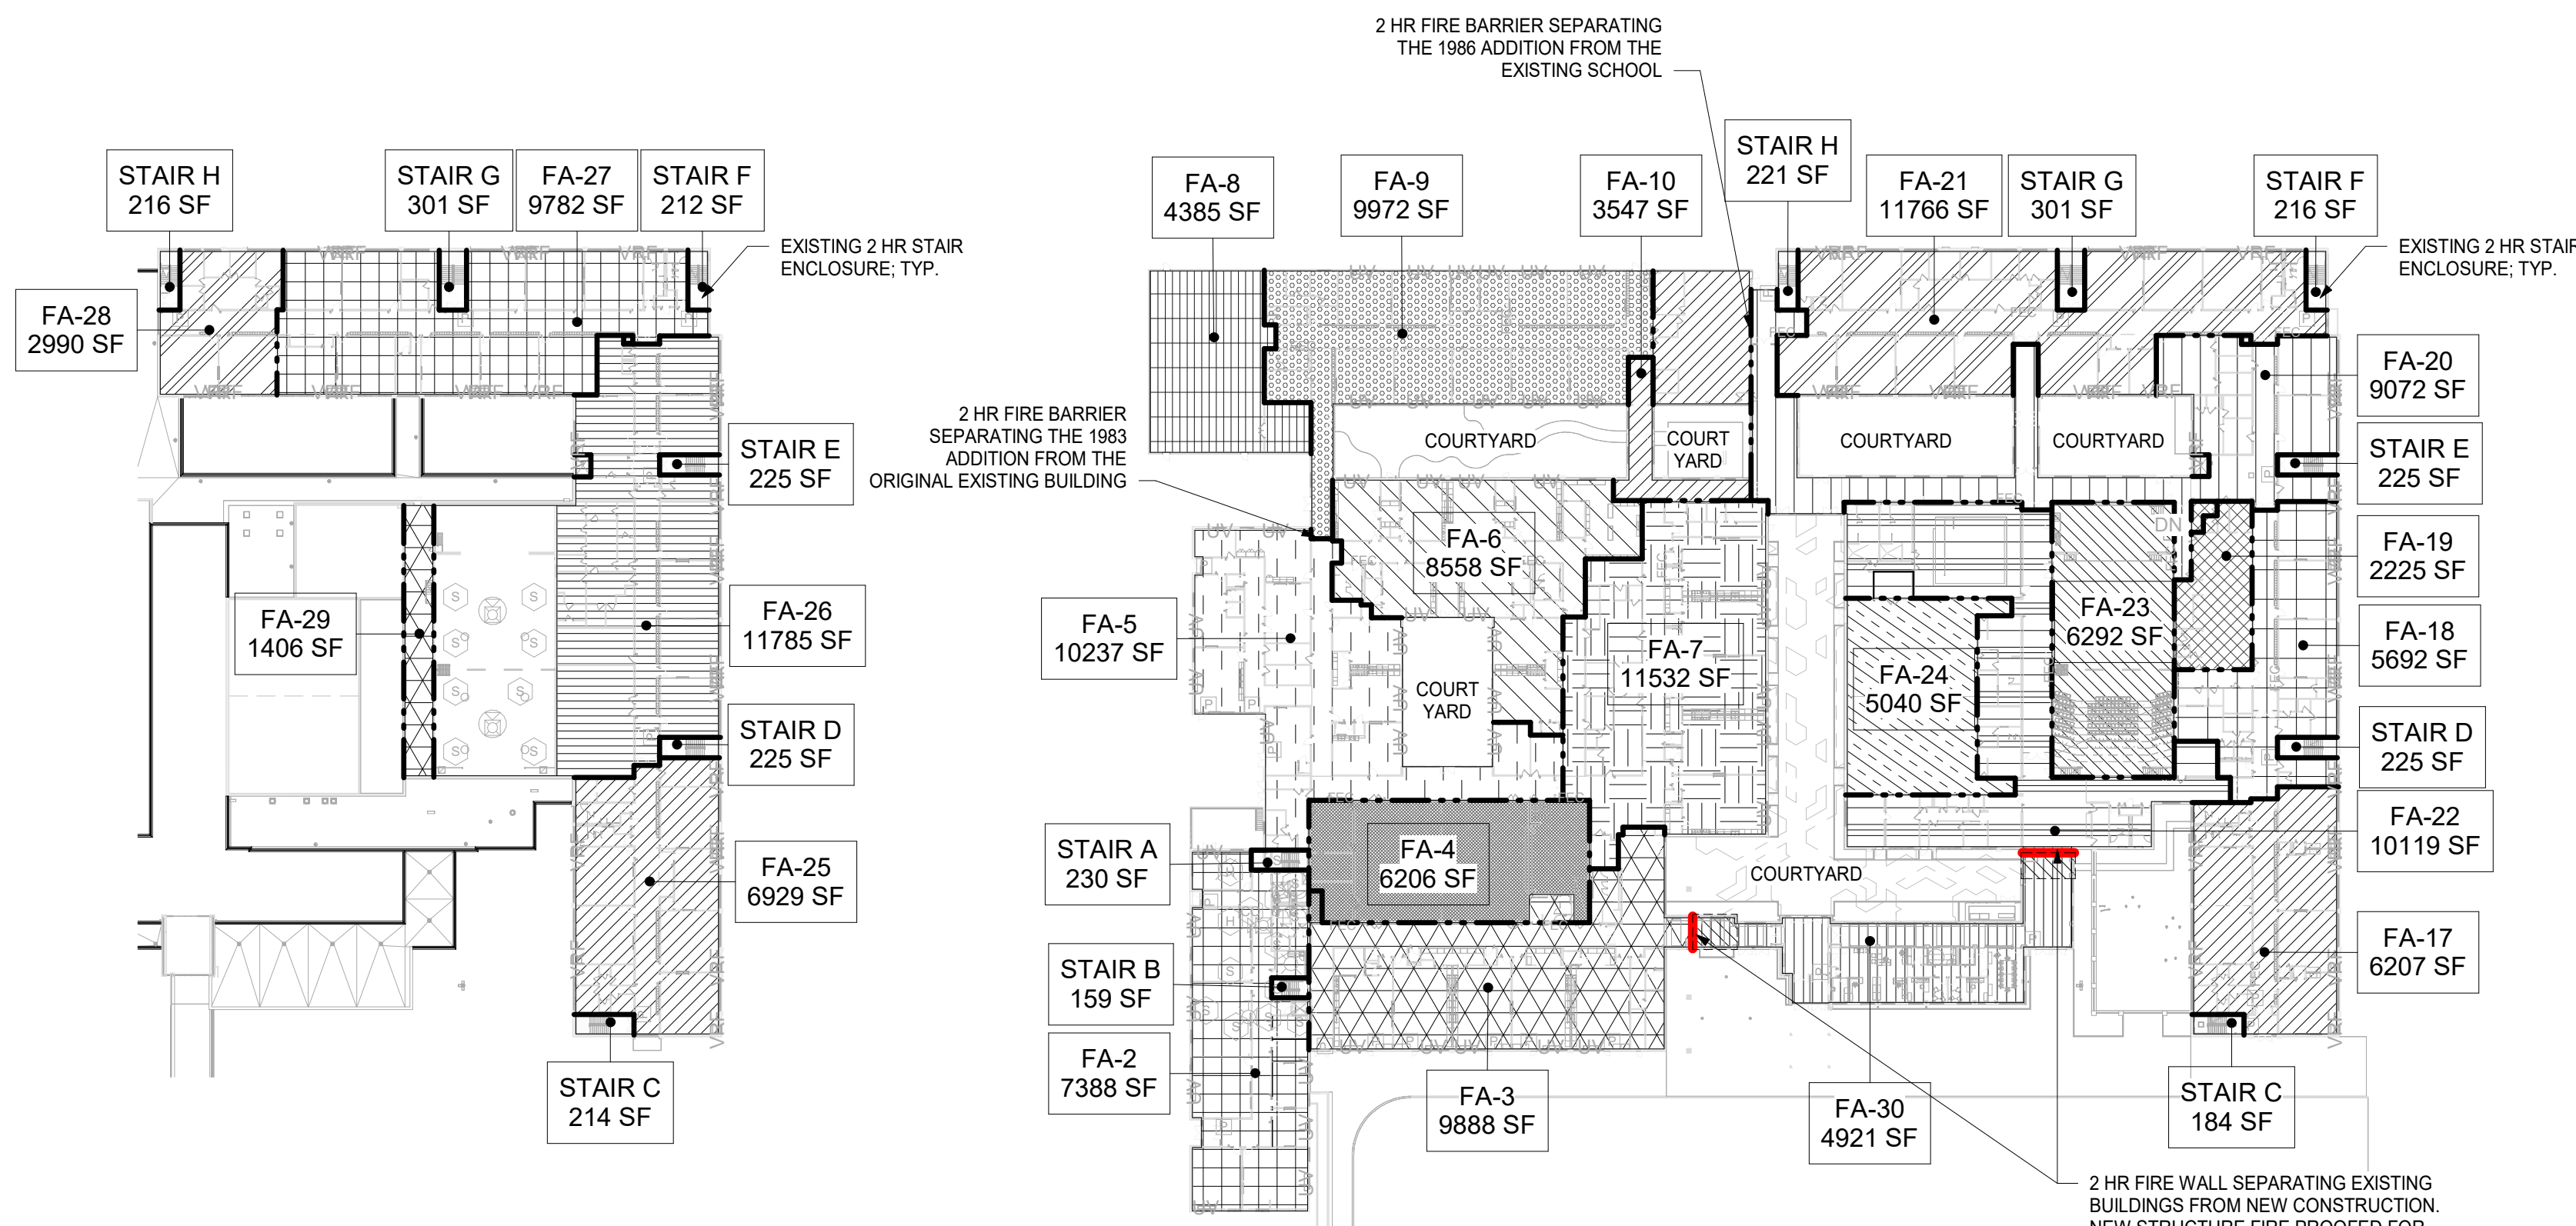 2 HR FIRE BARRIER SEPARATING
THE 1986 ADDITION FROM THE
EXISTING SCHOOL
STAIR H
216 SF
STAIR G
301 SF
FA-27
9782 SF
STAIR F
212 SF
EXISTING 2 HR STAIR
ENCLOSURE; TYP.
FA-28
2990 SF
STAIR E
225 SF
FA-29
1406 SF
FA-26
11785 SF
STAIR D
225 SF
FA-25
6929 SF
STAIR C
214 SF
FA-8
4385 SF
FA-9
9972 SF
FA-10
3547 SF
STAIR H
221 SF
FA-21
11766 SF
STAIR G
301 SF
STAIR F
216 SF
EXISTING 2 HR STAIR
ENCLOSURE; TYP.
2 HR FIRE BARRIER
SEPARATING THE 1983
ADDITION FROM THE
ORIGINAL EXISTING BUILDING
COURTYARD
COURT
YARD
COURTYARD
COURTYARD
FA-20
9072 SF
STAIR E
225 SF
DN
FA-6
8558 SF
FA-19
2225 SF
FA-5
10237 SF
FA-7
11532 SF
FA-23
6292 SF
FA-18
5692 SF
FA-24
5040 SF
COURT
YARD
STAIR D
225 SF
FA-22
10119 SF
STAIR A
230 SF
FA-4
6206 SF
COURTYARD
STAIR B
159 SF
FA-17
6207 SF
FA-2
7388 SF
FA-3
9888 SF
FA-30
4921 SF
STAIR C
184 SF
2 HR FIRE WALL SEPARATING EXISTING
BUILDINGS FROM NEW CONSTRUCTION.
NEW STRUCTURE FIRE PROOFED FOR